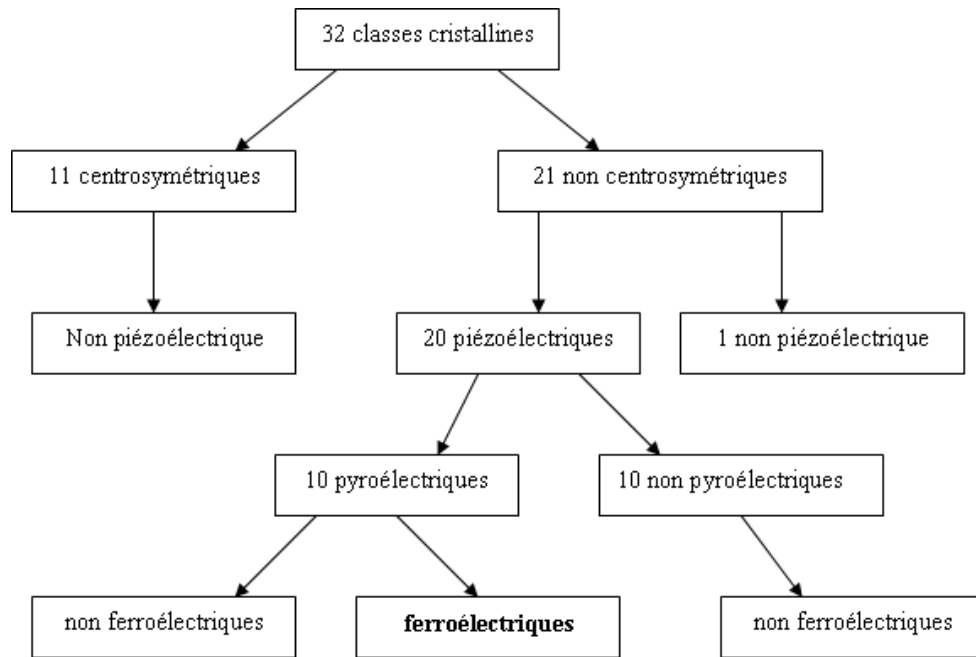 32 classes cristallines
11 centrosymétriques
21 non centrosymétriques
Non piézoélectrique
20 piézoélectriques
1 non piézoélectrique
10 pyroélectriques
10 non pyroélectriques
non ferroélectriques
ferroélectriques
non ferroélectriques